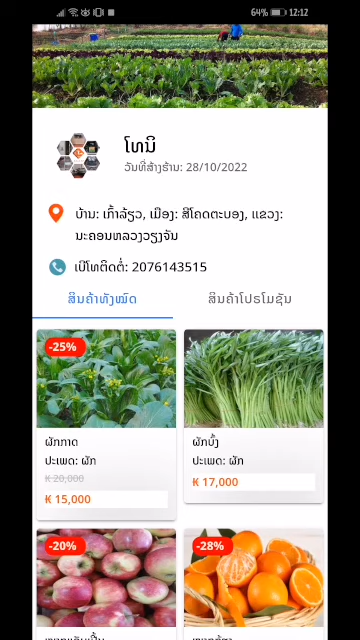 64% 12:12
ໂທນິ
ວັນທີ່ສ້າງຮ້ານ: 28/10/2022
ບ້ານ: ເກົ້າລ້ຽວ, ເມືອງ: ສີໂຄດຕະບອງ, ແຂວງ:
ນະຄອນຫລວງວຽງຈັນ
ເບີໂທຕິດຕໍ່: 2076143515
ສິນຄ້າທັງໝົດ ສິນຄ້າໂປຣໂມຊັນ
-25%
ຜັກກາດ
ປະເພດ: ຜັກ
₭ 20,000
₭ 15,000
ຜັກບົ້ງ
ປະເພດ: ຜັກ
₭ 17,000
-20%
-28%